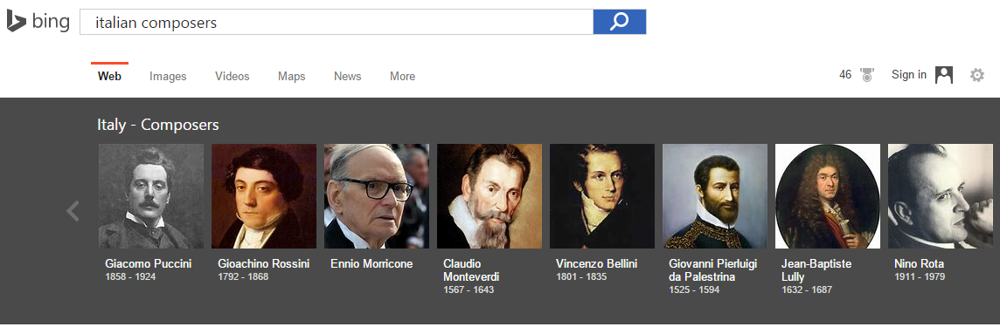 bing
italian composers
Web Images Videos Maps News More
46 Sign in
Italy - Composers
Giacomo Puccini
1858 - 1924
Gioachino Rossini
1792 - 1868
Ennio Morricone
Claudio
Monteverdi
1567 - 1643
Vincenzo Bellini
1801 - 1835
Giovanni Pierluigi
da Palestrina
1525 - 1594
Jean-Baptiste
Lully
1632 - 1687
Nino Rota
1911 - 1979